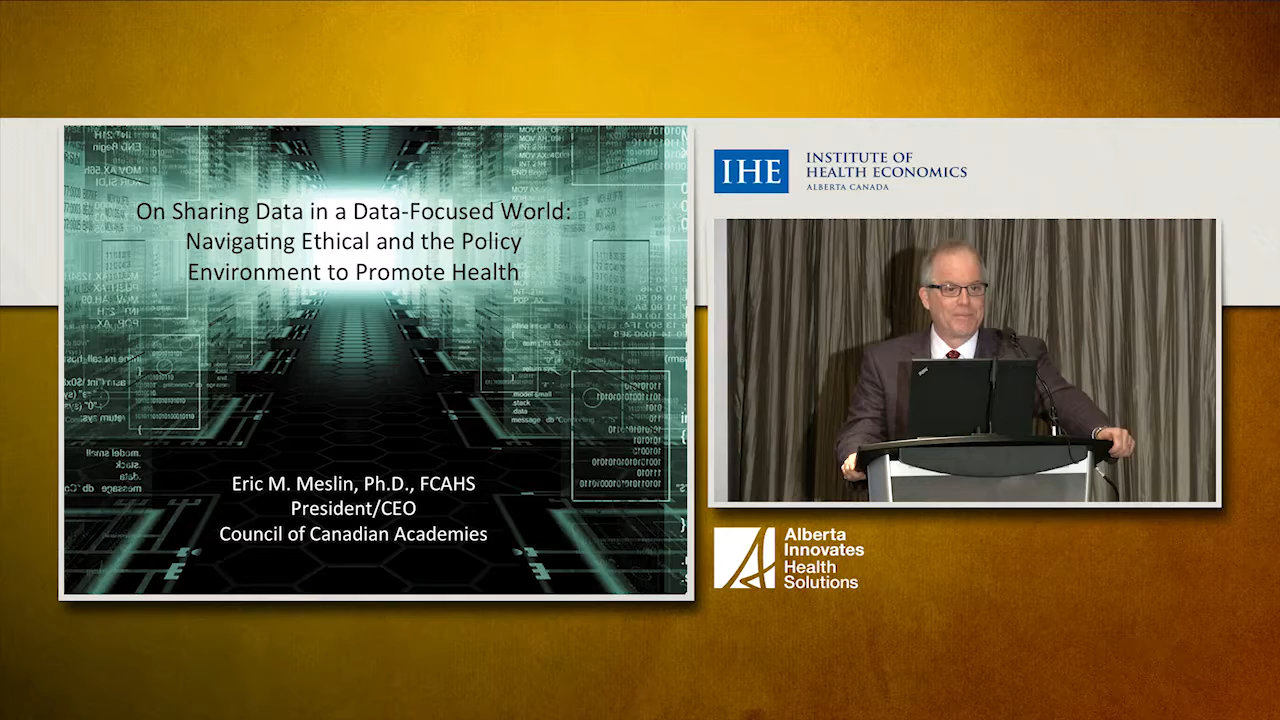 On Sharing Data in a Data-Focused World:
Navigating Ethical and the Policy
Environment to Promote Health
Eric M. Meslin, Ph.D., FCAHS
President/CEO
Council of Canadian Academies
IHE
INSTITUTE OF
HEALTH ECONOMICS
ALBERTA CANADA
Alberta
Innovates
Health
Solutions